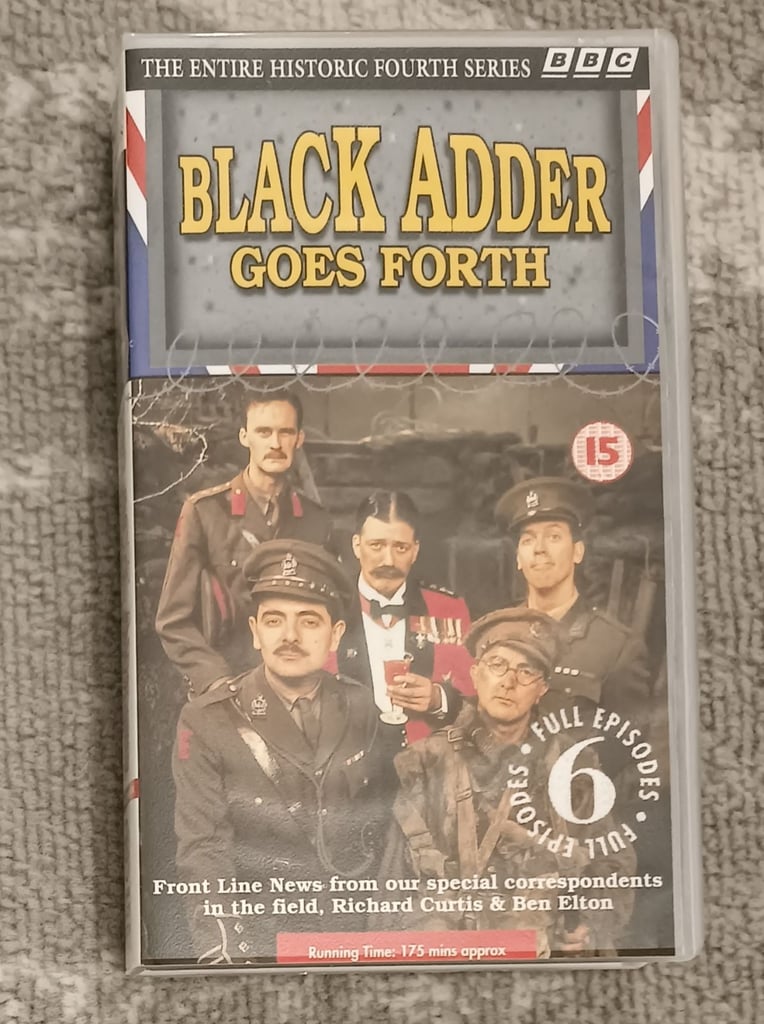 THE ENTIRE HISTORIC FOURTH SERIES BBC
BLACK ADDER
GOES FORTH
15
FULL EPISODES • FULL EPISODES •
6
Front Line News from our special correspondents
in the field, Richard Curtis & Ben Elton
Running Time: 175 mins approx